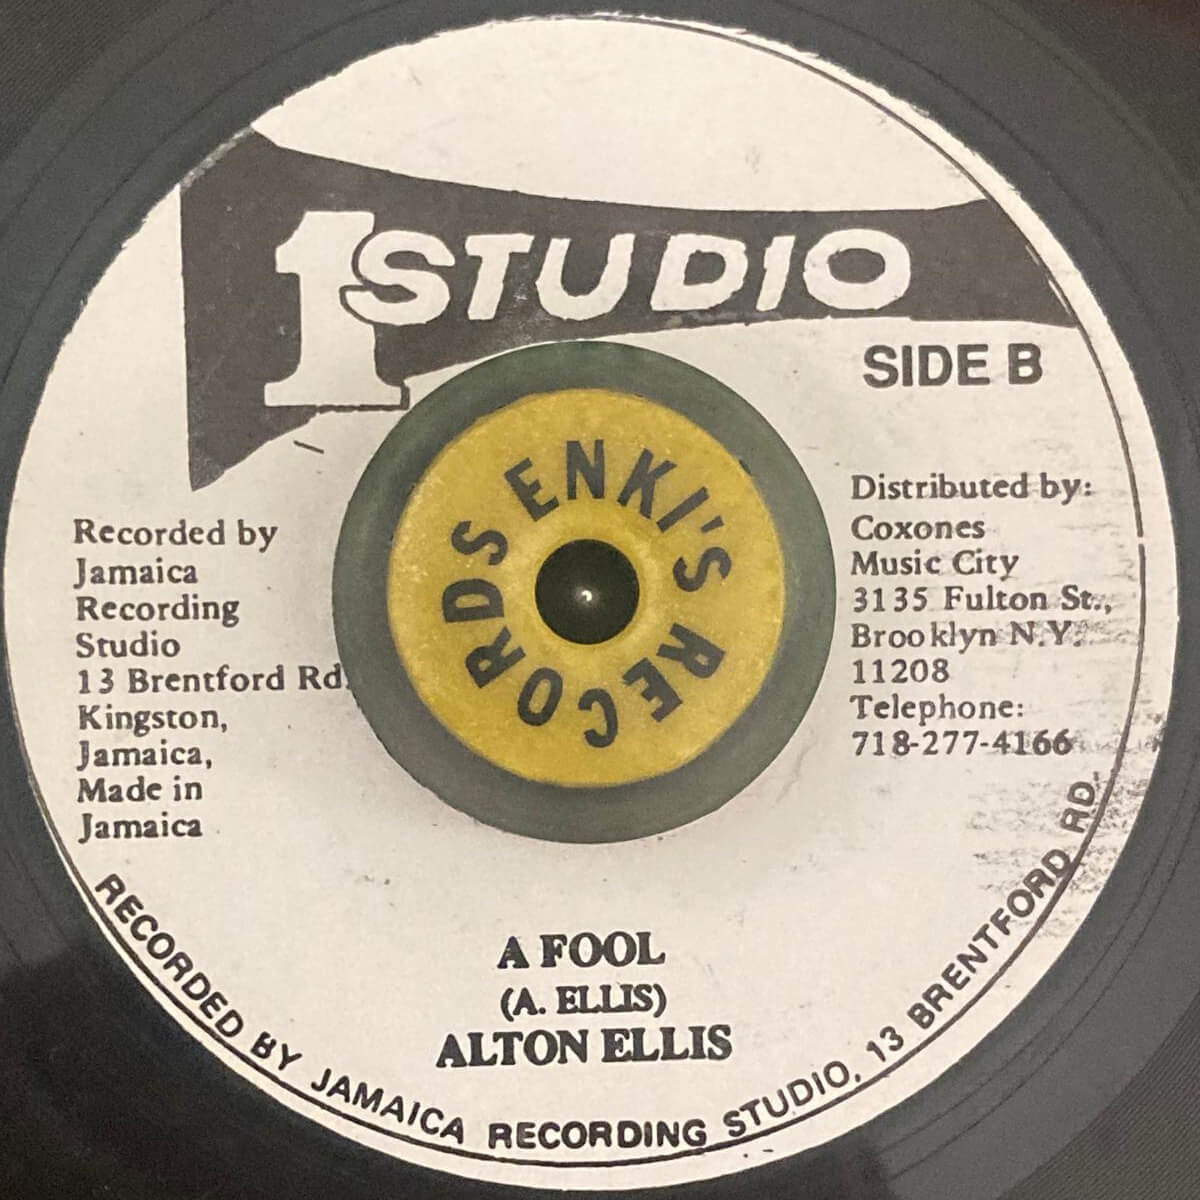 1 STUDIO
SIDE B
Recorded by
Jamaica
Recording
Studio
13 Brentford Rd.
Kingston,
Jamaica,
Made in
Jamaica
ENKI'S RECORDS
Distributed by:
Coxones
Music City
3135 Fulton St.,
Brooklyn N.Y.
11208
Telephone:
718-277-4166
A FOOL
(A. ELLIS)
ALTON ELLIS
RECORDED BY JAMAICA RECORDING STUDIO, 13 BRENTFORD RD.